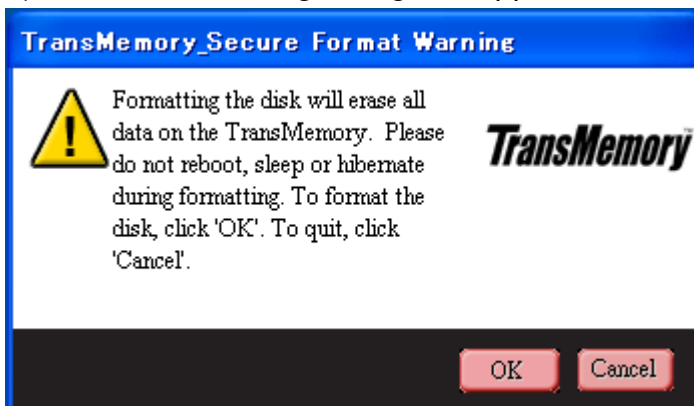 TransMemory_Secure Format Warning
Formatting the disk will erase all
data on the TransMemory. Please
do not reboot, sleep or hibernate
during formatting. To format the
disk, click 'OK'. To quit, click
'Cancel'.
TransMemory
OK
Cancel